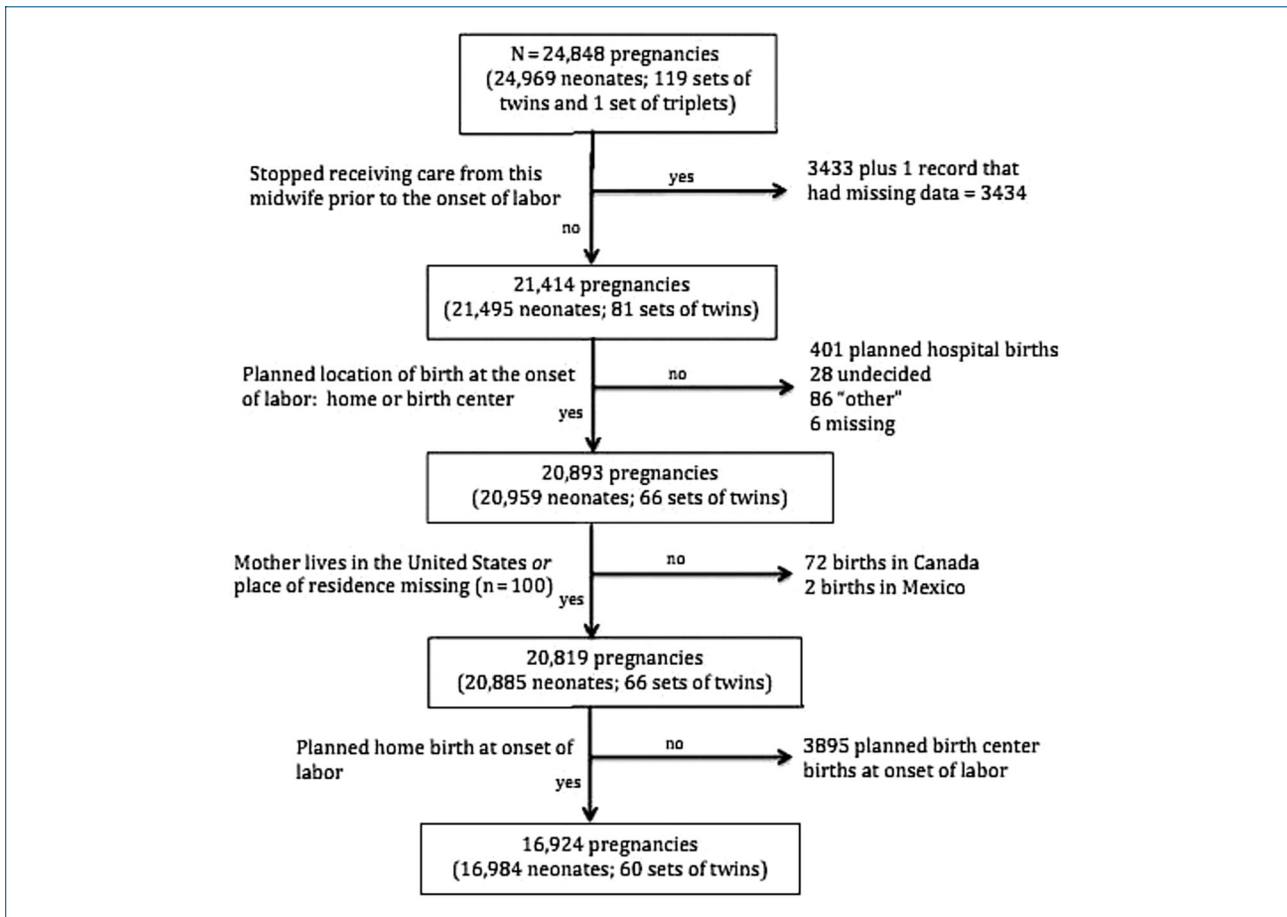 N = 24,848 pregnancies
(24,969 neonates; 119 sets of
twins and 1 set of triplets)
Stopped receiving care from this
midwife prior to the onset of labor
yes
3433 plus 1 record that
had missing data = 3434
no
21,414 pregnancies
(21,495 neonates; 81 sets of twins)
Planned location of birth at the onset
of labor: home or birth center
no
401 planned hospital births
28 undecided
86 "other"
6 missing
yes
20,893 pregnancies
(20,959 neonates; 66 sets of twins)
Mother lives in the United States or
place of residence missing (n = 100)
no
72 births in Canada
2 births in Mexico
yes
20,819 pregnancies
(20,885 neonates; 66 sets of twins)
Planned home birth at onset of
labor
no
3895 planned birth center
births at onset of labor
yes
16,924 pregnancies
(16,984 neonates; 60 sets of twins)